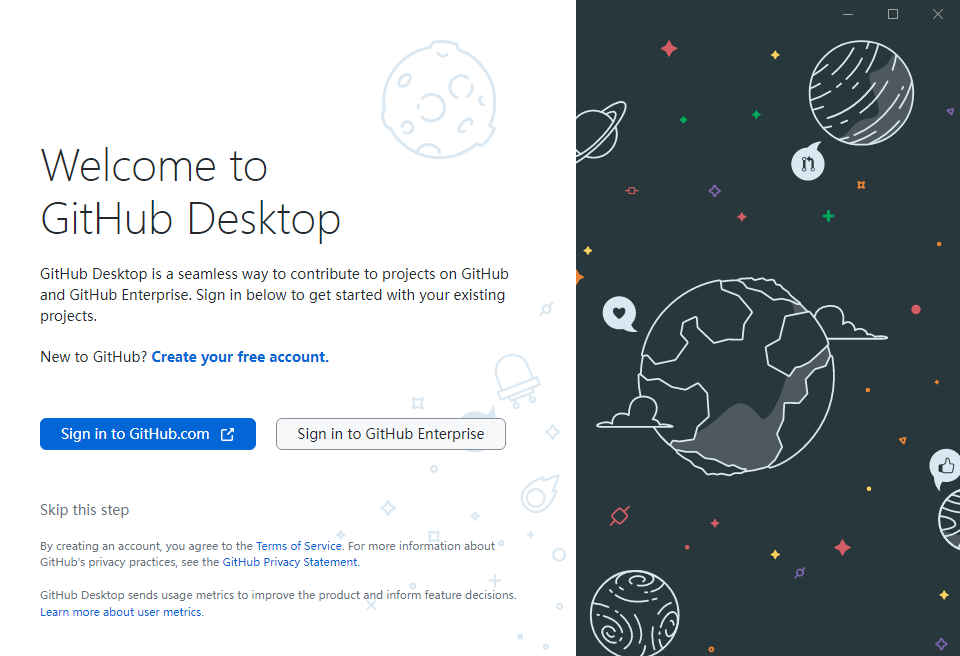 Welcome to
GitHub Desktop
GitHub Desktop is a seamless way to contribute to projects on GitHub
and GitHub Enterprise. Sign in below to get started with your existing
projects.
New to GitHub? Create your free account.
Sign in to GitHub.com
Sign in to GitHub Enterprise
Skip this step
By creating an account, you agree to the Terms of Service. For more information about
GitHub's privacy practices, see the GitHub Privacy Statement.
GitHub Desktop sends usage metrics to improve the product and inform feature decisions.
Learn more about user metrics.